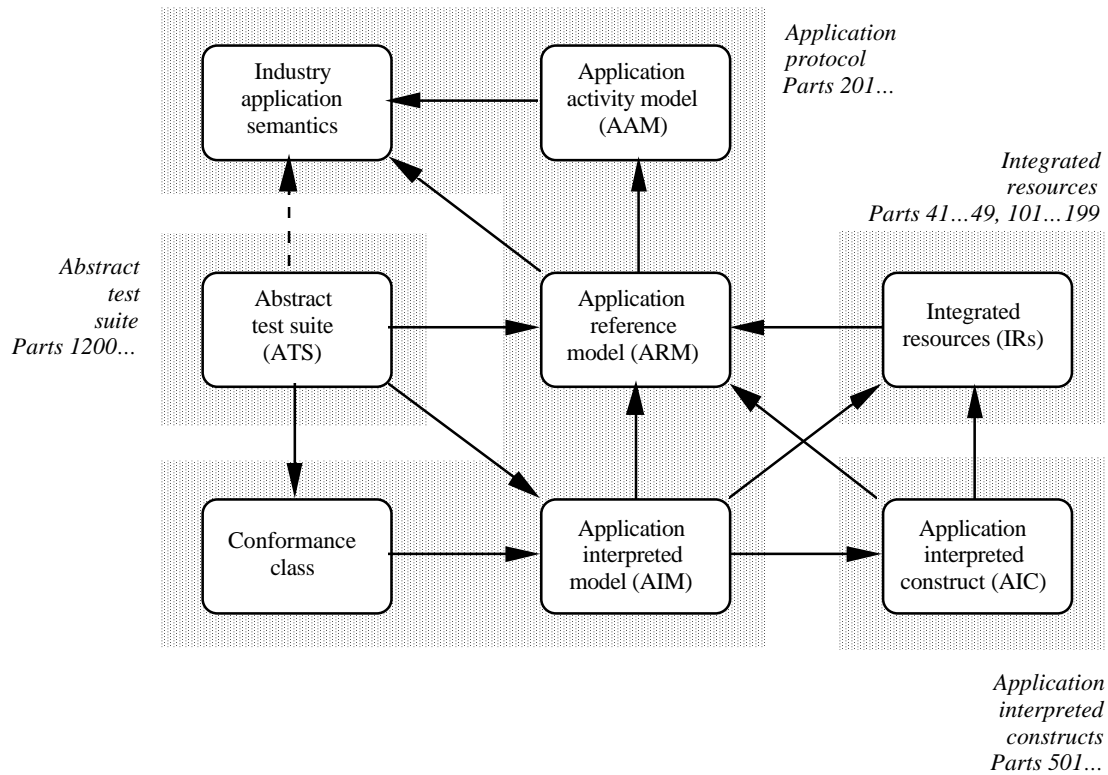 Industry
application
semantics
Application
activity model
(AAM)
Application
protocol
Parts 201…
Integrated
resources
Parts 41…49, 101…199
Abstract
test
suite
Parts 1200…
Abstract
test suite
(ATS)
Application
reference
model (ARM)
Integrated
resources (IRs)
Conformance
class
Application
interpreted
model (AIM)
Application
interpreted
construct (AIC)
Application
interpreted
constructs
Parts 501…